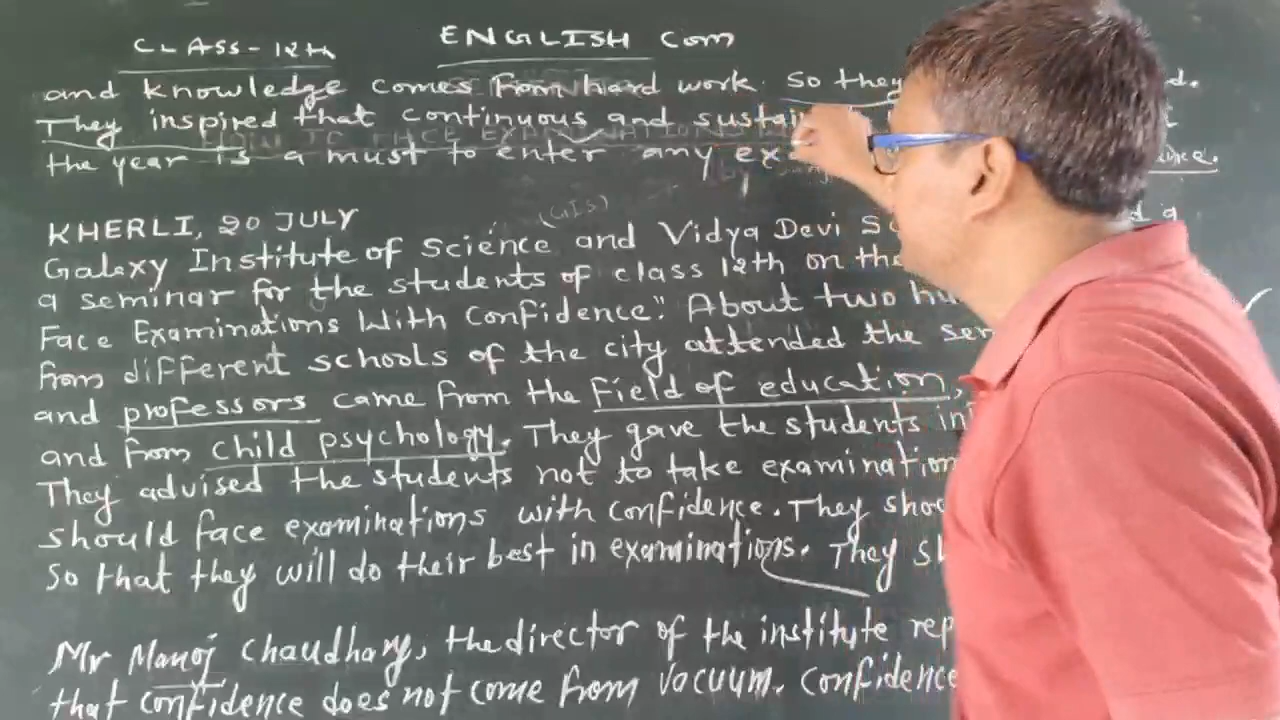 CLASS-12th ENGLISH Com
and knowledge comes from hard work. so they
They inspired that continuous and sustai
the year is a must to enter any ex
KHERLI, 20 JULY
(GIS)
Galaxy Institute of Science and Vidya Devi Sc a
a seminar for the students of class 12th on the
Face Examinations With Confidence". About two hu
from different schools of the city attended the sem
and professors came from the field of education,
and from child psychology. They gave the students in
They advised the students not to take examination
should face examinations with confidence. They sho
So that they will do their best in examinations. They sh
Mr Manoj Chaudhary, the director of the institute rep
that confidence does not come from vacuum. Confidence